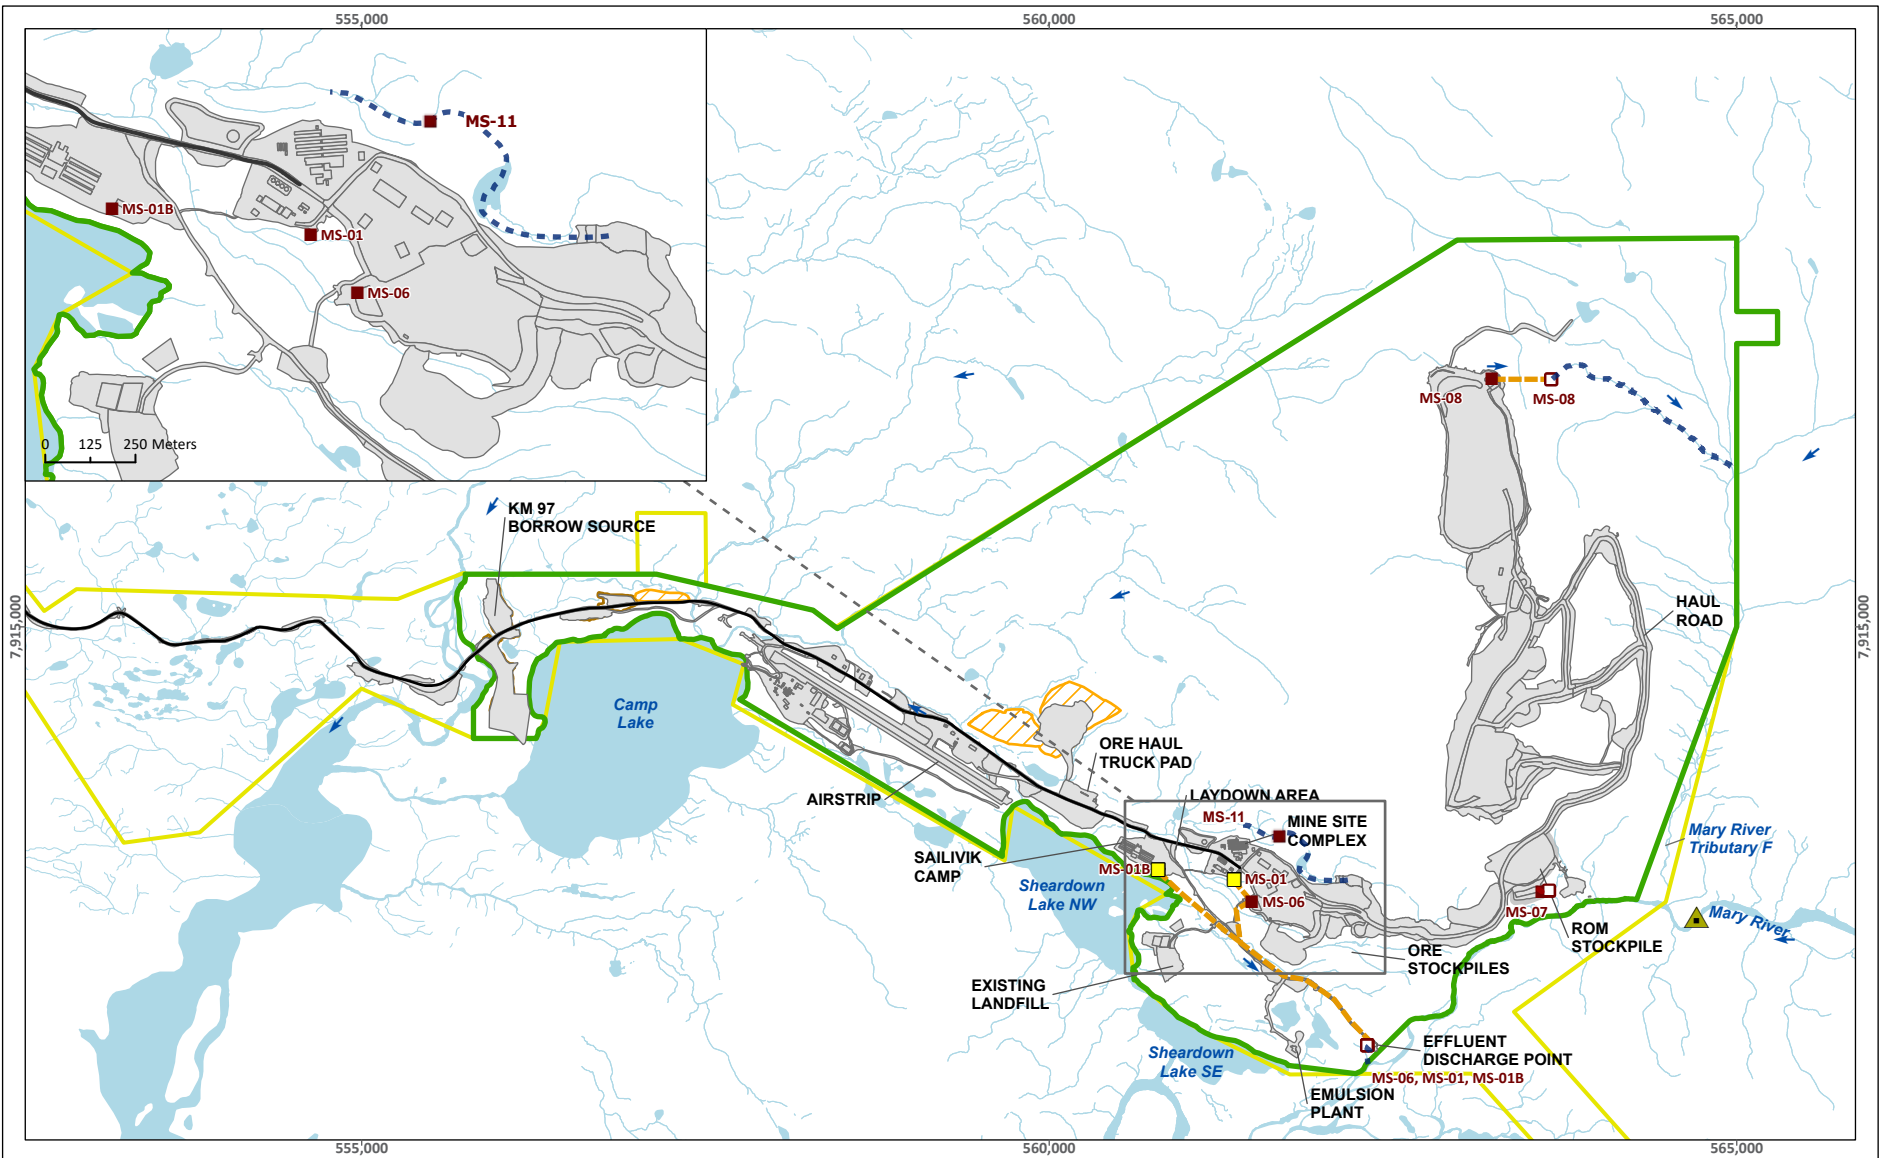 555,000
560,000
565,000
MS-11
MS-01B
MS-01
MS-06
0 125 250 Meters
KM 97
BORROW SOURCE
MS-08
MS-08
7,915,000
7,915,000
HAUL
ROAD
Camp
Lake
ORE HAUL
TRUCK PAD
AIRSTRIP
LAYDOWN AREA
MS-11
MINE SITE
COMPLEX
Mary River
Tributary F
SAILIVIK
CAMP
MS-01B
MS-01
Sheardown
Lake NW
MS-06
MS-07
Mary River
ROM
STOCKPILE
ORE
STOCKPILES
EXISTING
LANDFILL
EFFLUENT
DISCHARGE POINT
Sheardown
Lake SE
MS-06, MS-01, MS-01B
EMULSION
PLANT
555,000
560,000
565,000